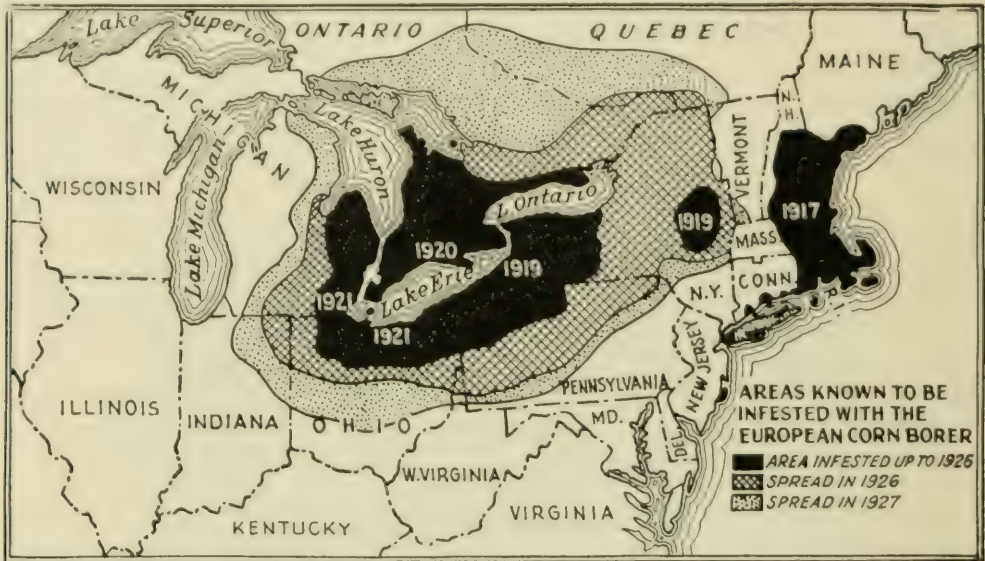 Lake Superior
ONTARIO
QUEBEC
MAINE
MICHIGAN
Lake Huron
N.
H.
VERMONT
WISCONSIN
Lake Michigan
L. Ontario
1919
1917
MASS.
1920
1919
CONN.
R.I.
1921
Lake Erie
N.Y.
1921
NEW JERSEY
PENNSYLVANIA
ILLINOIS
INDIANA
OHIO
MD.
DEL.
W. VIRGINIA
VIRGINIA
KENTUCKY
AREAS KNOWN TO BE
INFESTED WITH THE
EUROPEAN CORN BORER
AREA INFESTED UP TO 1926
SPREAD IN 1926
SPREAD IN 1927